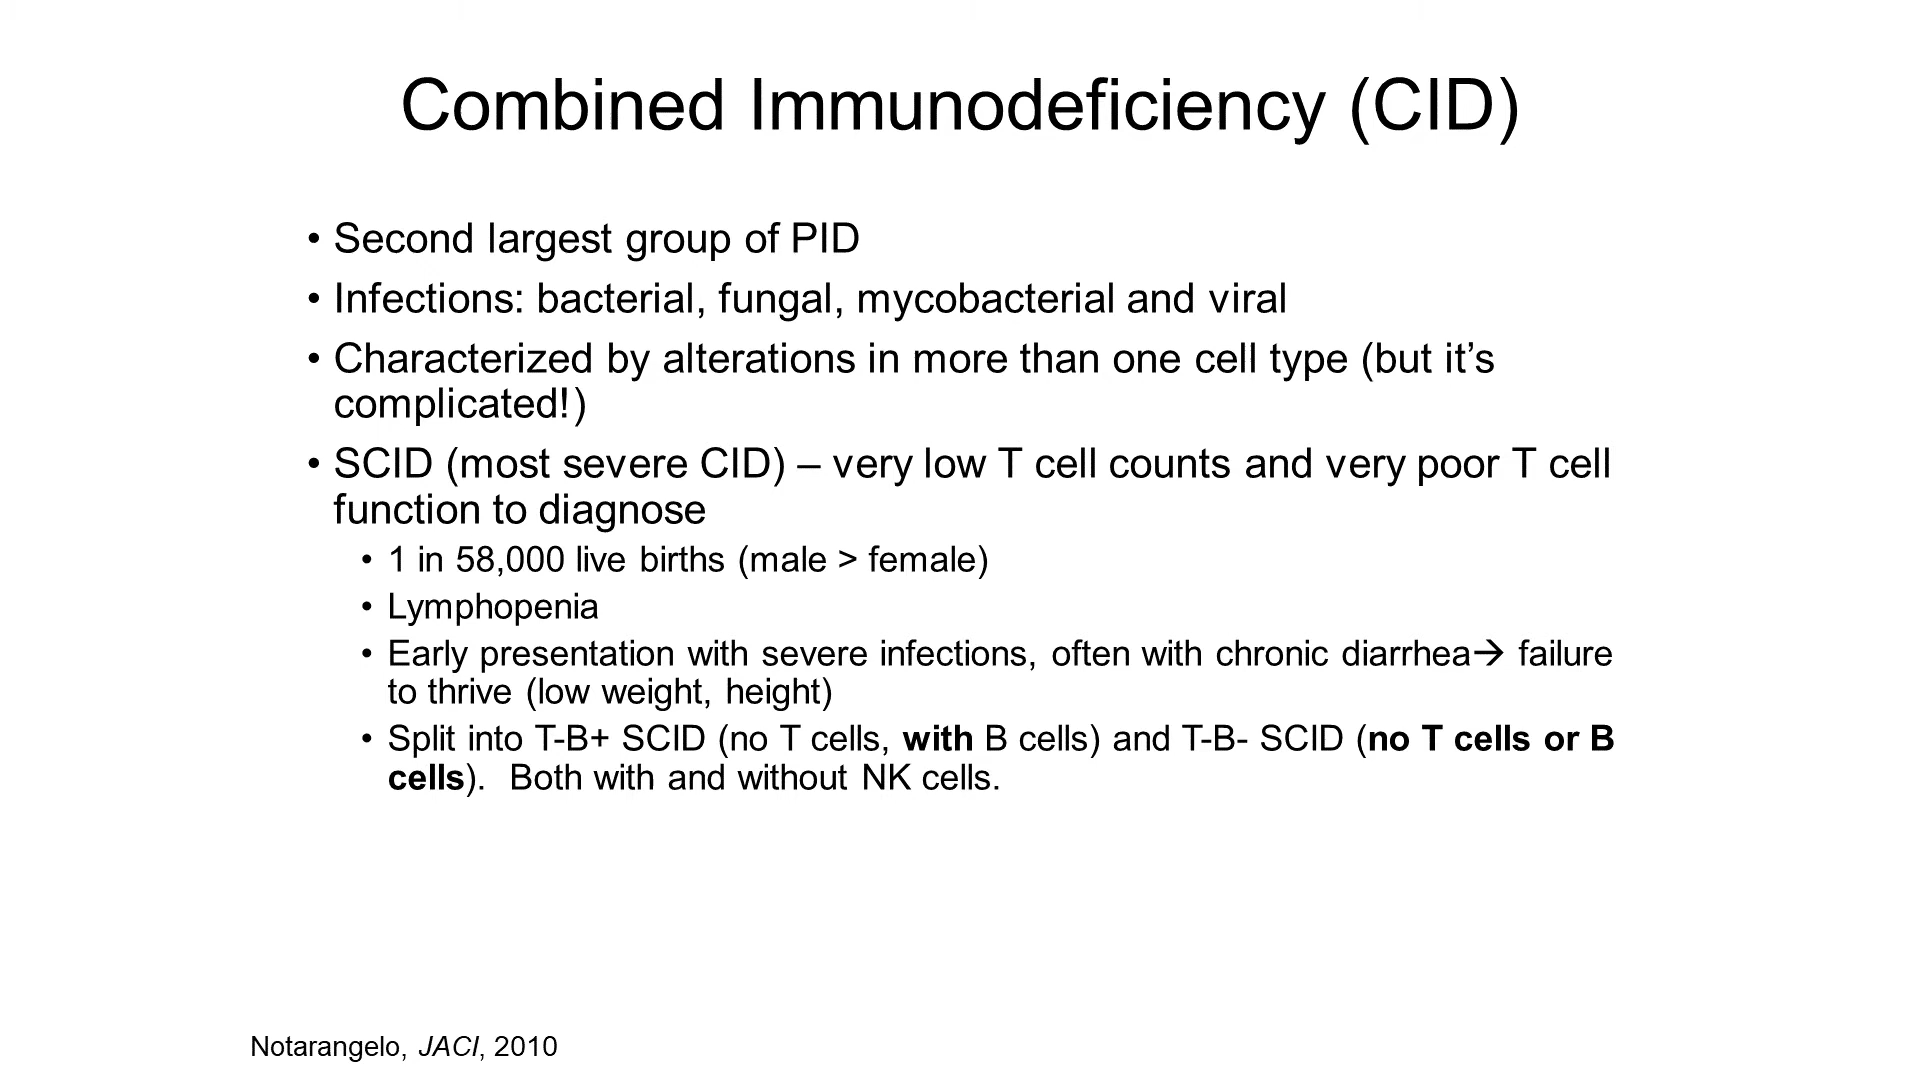 Combined Immunodeficiency (CID)
• Second largest group of PID
• Infections: bacterial, fungal, mycobacterial and viral
• Characterized by alterations in more than one cell type (but it’s
complicated!)
• SCID (most severe CID) – very low T cell counts and very poor T cell
function to diagnose
• 1 in 58,000 live births (male > female)
• Lymphopenia
• Early presentation with severe infections, often with chronic diarrhea→ failure
to thrive (low weight, height)
• Split into T-B+ SCID (no T cells, with B cells) and T-B- SCID (no T cells or B
cells).  Both with and without NK cells.
Notarangelo, JACI, 2010